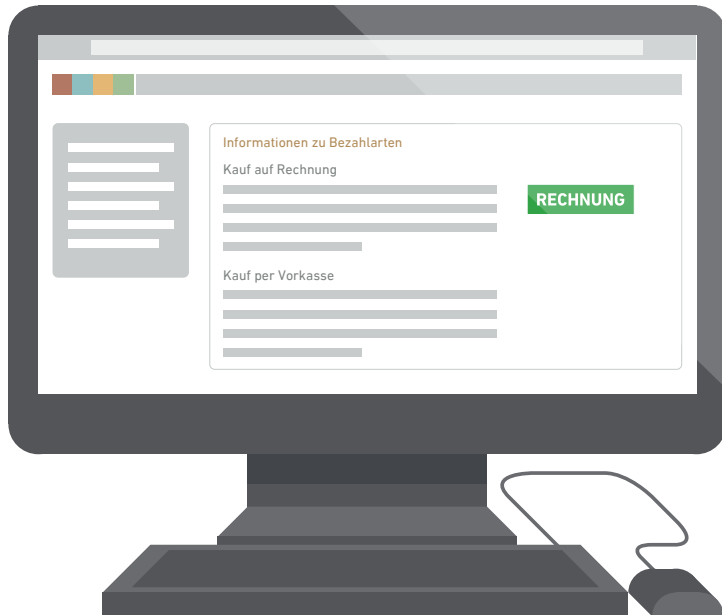 Informationen zu Bezahlarten
Kauf auf Rechnung
RECHNUNG
Kauf per Vorkasse